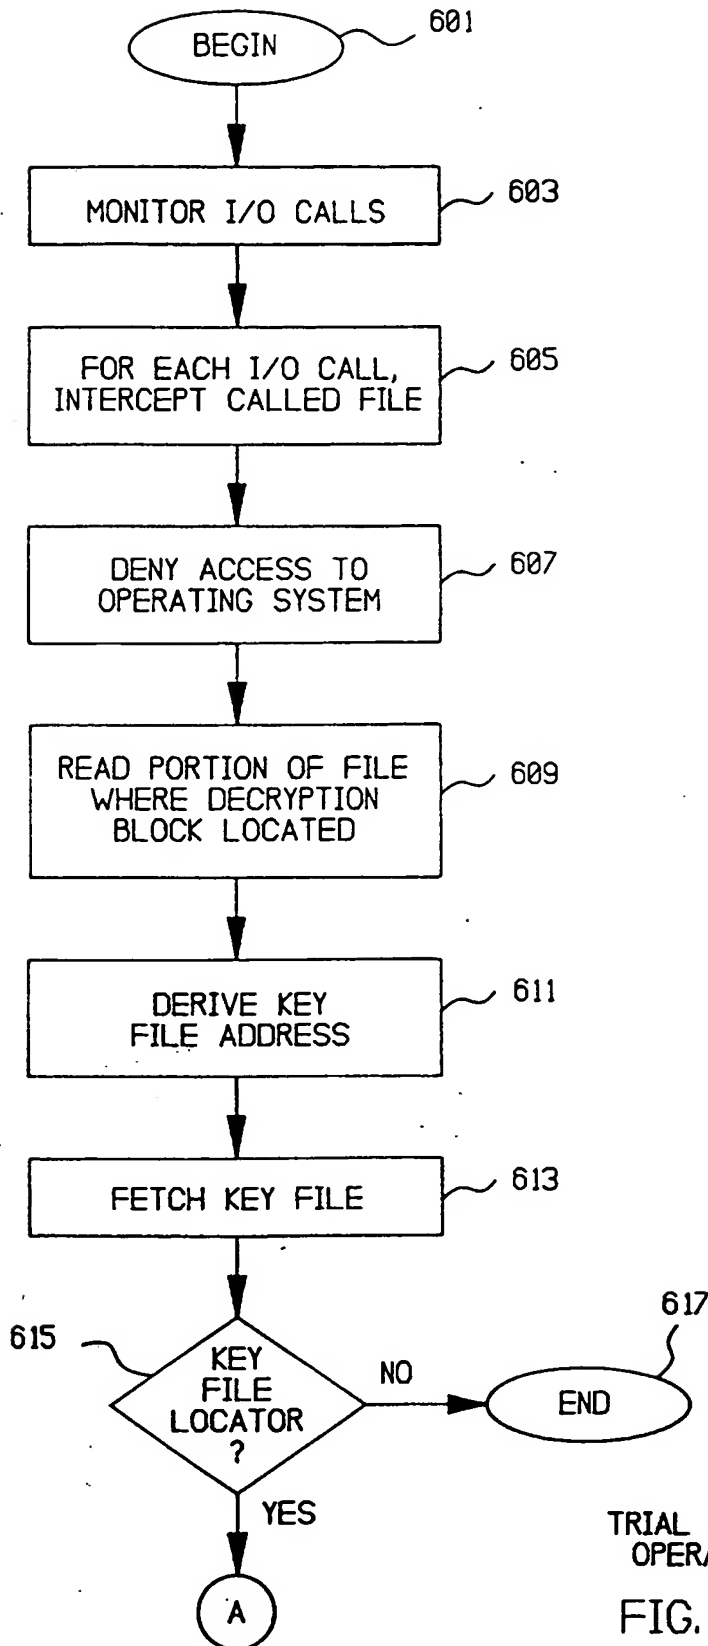 BEGIN
601
MONITOR I/O CALLS
603
FOR EACH I/O CALL,
INTERCEPT CALLED FILE
605
DENY ACCESS TO
OPERATING SYSTEM
607
READ PORTION OF FILE
WHERE DECRYPTION
BLOCK LOCATED
609
DERIVE KEY
FILE ADDRESS
611
FETCH KEY FILE
613
615
KEY
FILE
LOCATOR
?
NO
617
END
YES
A
TRIAL
FIG.